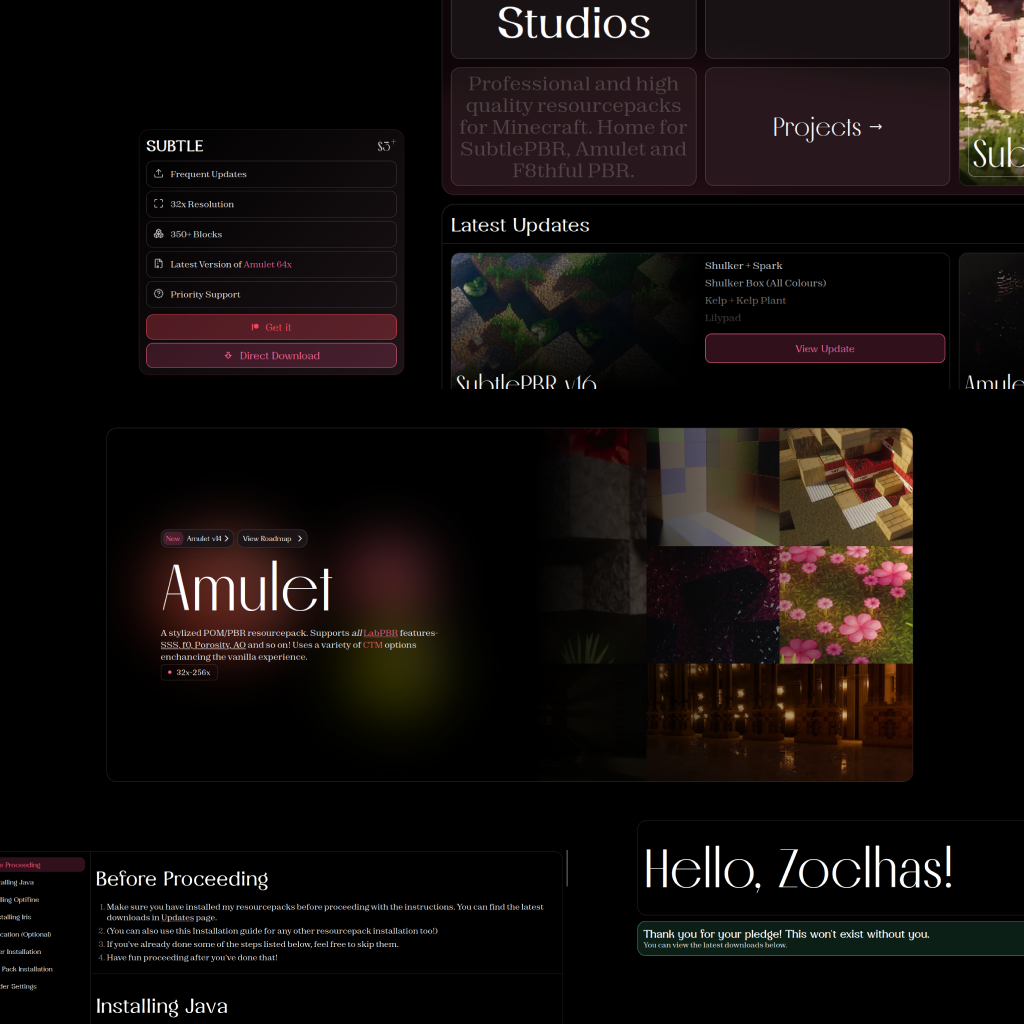 Studios
Professional and high
quality resourcepacks
for Minecraft. Home for
SubtlePBR, Amulet and
F8thful PBR.
Projects →
Sub
SUBTLE
$3+
Frequent Updates
32x Resolution
350+ Blocks
Latest Version of Amulet 64x
Priority Support
Get it
Direct Download
Latest Updates
Shulker + Spark
Shulker Box (All Colours)
Kelp + Kelp Plant
Lilypad
View Update
SubtlePBR v16
Amule
New Amulet v14
View Roadmap
Amulet
A stylized POM/PBR resourcepack. Supports all LabPBR features-
SSS, f0, Porosity, AO and so on! Uses a variety of CTM options
enchancing the vanilla experience.
32x-256x
e Proceeding
talling Java
lling Optifine
stalling Iris
cation (Optional)
er Installation
Pack Installation
der Settings
Before Proceeding
1. Make sure you have installed my resourcepacks before proceeding with the instructions. You can find the latest
downloads in Updates page.
2. (You can also use this Installation guide for any other resourcepack installation too!)
3. If you've already done some of the steps listed below, feel free to skip them.
4. Have fun proceeding after you've done that!
Installing Java
Hello, Zoclhas!
Thank you for your pledge! This won't exist without you.
You can view the latest downloads below.